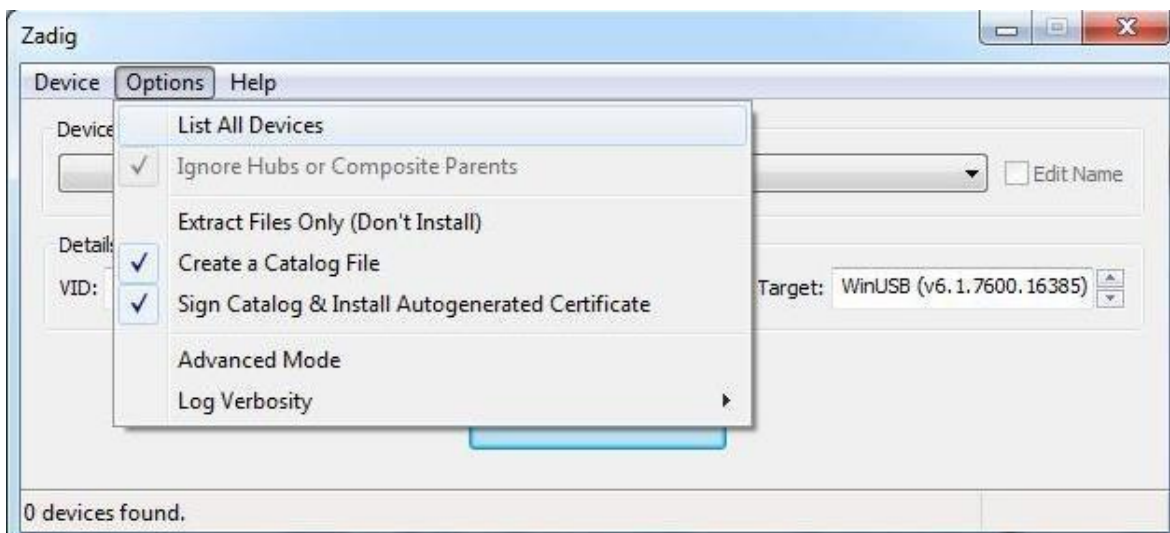 Zadig
Device Options Help
List All Devices
Device
Ignore Hubs or Composite Parents
Edit Name
Extract Files Only (Don't Install)
Details
Create a Catalog File
VID:
Target: WinUSB (v6.1.7600.16385)
Sign Catalog & Install Autogenerated Certificate
Advanced Mode
Log Verbosity
0 devices found.